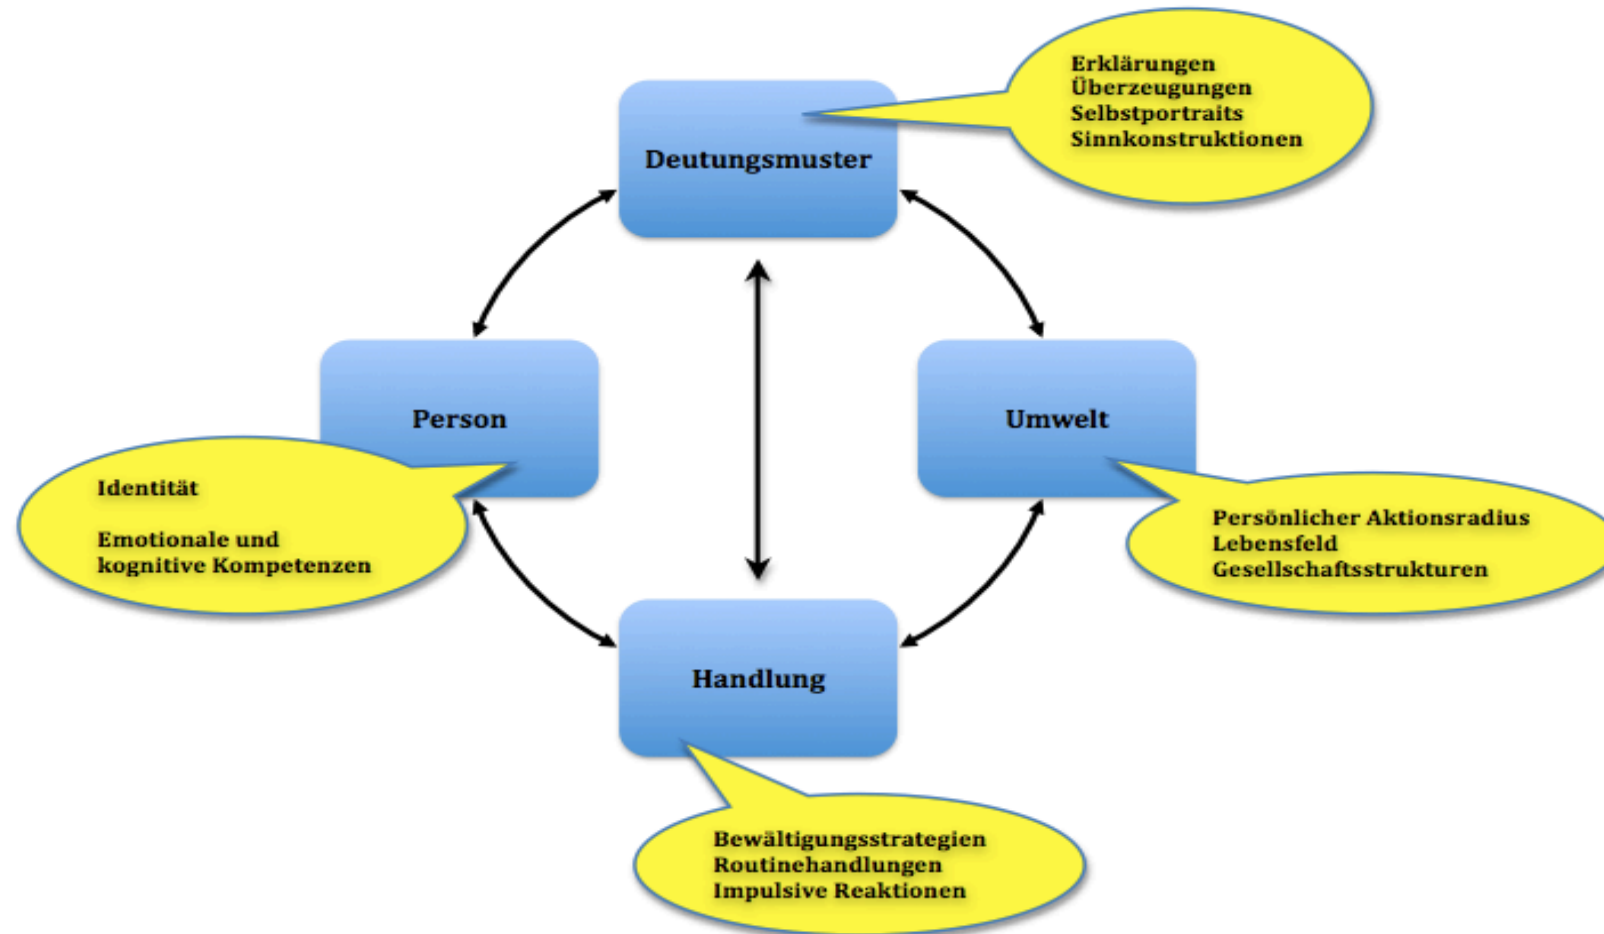 Erklärungen
Überzeugungen
Selbstportraits
Sinnkonstruktionen
Deutungsmuster
Person
Umwelt
Identität
Emotionale und
kognitive Kompetenzen
Persönlicher Aktionsradius
Lebensfeld
Gesellschaftsstrukturen
Handlung
Bewältigungsstrategien
Routinehandlungen
Impulsive Reaktionen